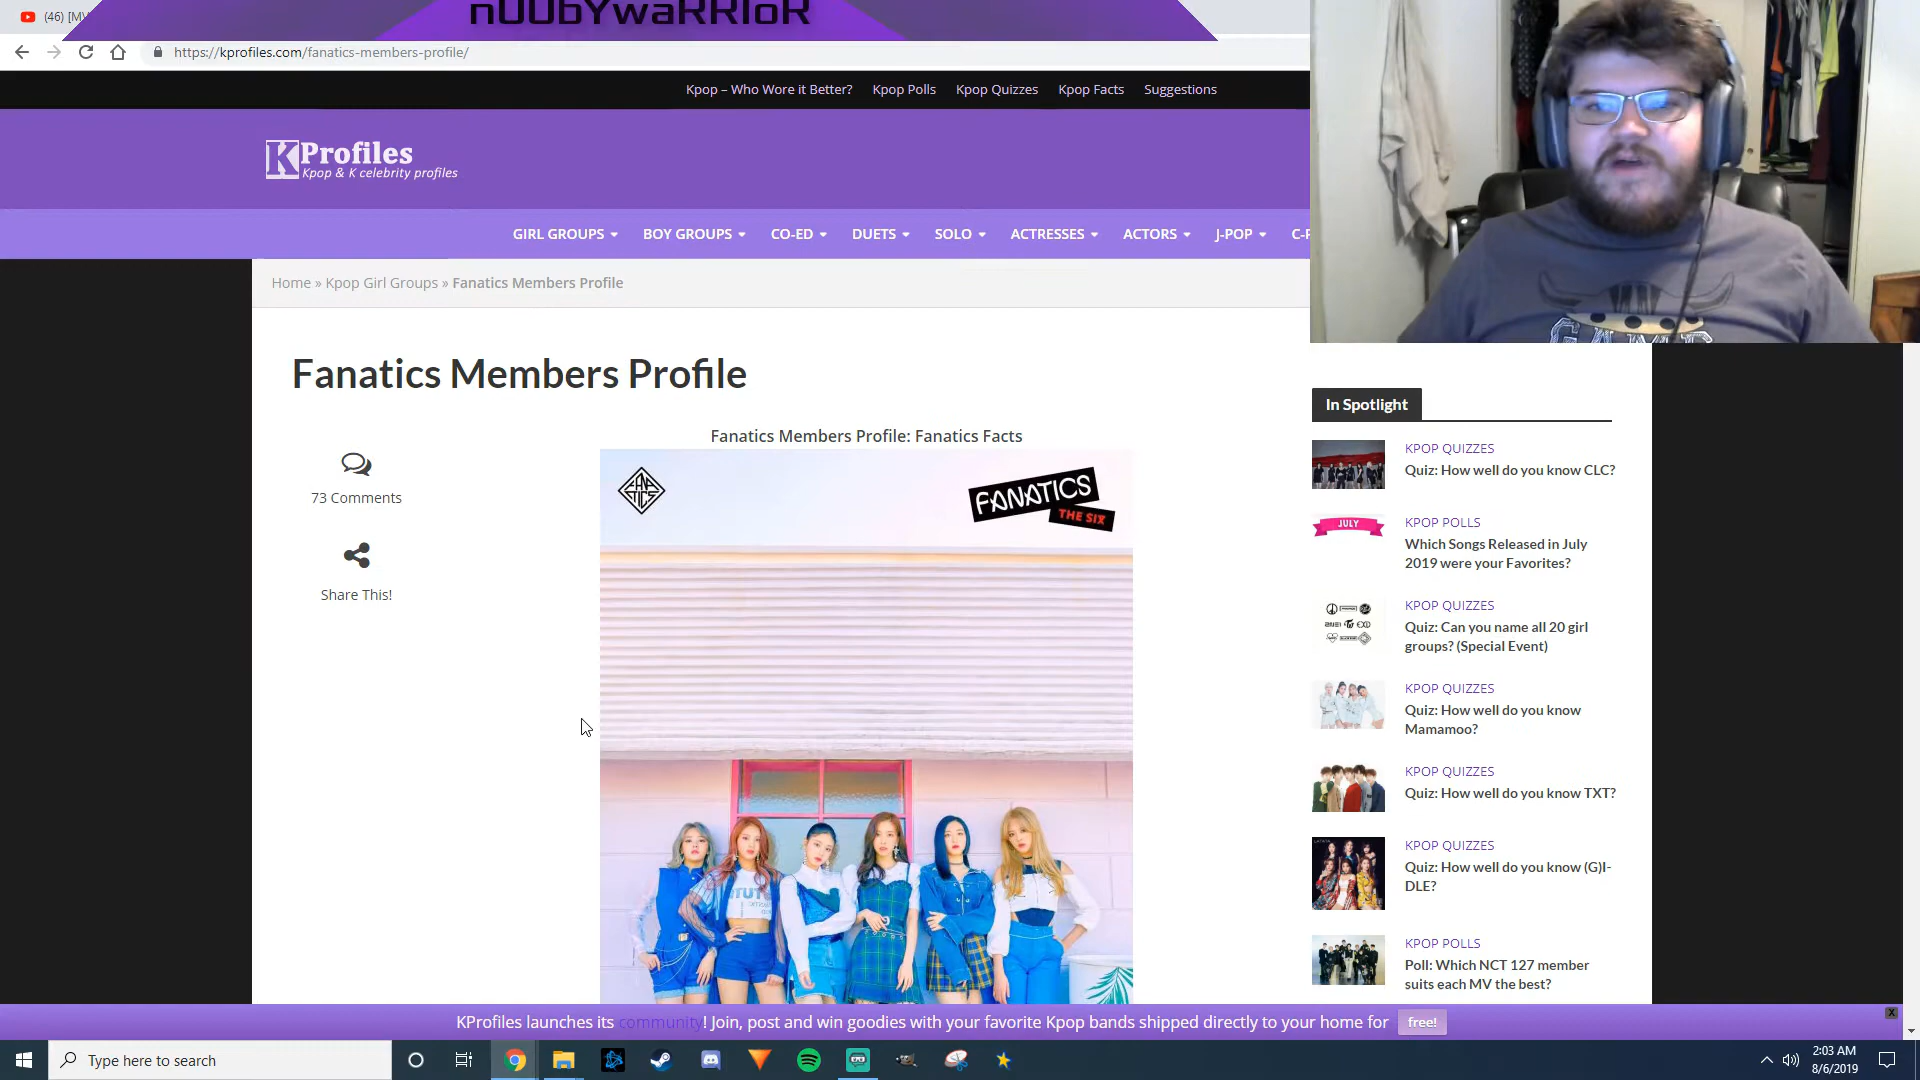 (46) [MV
nUUbYwaRRIoR
https://kprofiles.com/fanatics-members-profile/
Kpop – Who Wore it Better? Kpop Polls Kpop Quizzes Kpop Facts Suggestions
KProfiles
Kpop & K celebrity profiles
GIRL GROUPS BOY GROUPS CO-ED DUETS SOLO ACTRESSES ACTORS J-POP C-P
Home » Kpop Girl Groups » Fanatics Members Profile
Fanatics Members Profile
Fanatics Members Profile: Fanatics Facts
73 Comments
Share This!
FANATICS
FANATICS
THE SIX
In Spotlight
KPOP QUIZZES
Quiz: How well do you know CLC?
JULY
KPOP POLLS
Which Songs Released in July
2019 were your Favorites?
KPOP QUIZZES
Quiz: Can you name all 20 girl
groups? (Special Event)
KPOP QUIZZES
Quiz: How well do you know
Mamamoo?
KPOP QUIZZES
Quiz: How well do you know TXT?
KPOP QUIZZES
Quiz: How well do you know (G)I-
DLE?
KPOP POLLS
Poll: Which NCT 127 member
suits each MV the best?
KProfiles launches its community! Join, post and win goodies with your favorite Kpop bands shipped directly to your home for free!
X
Type here to search
2:03 AM
8/6/2019